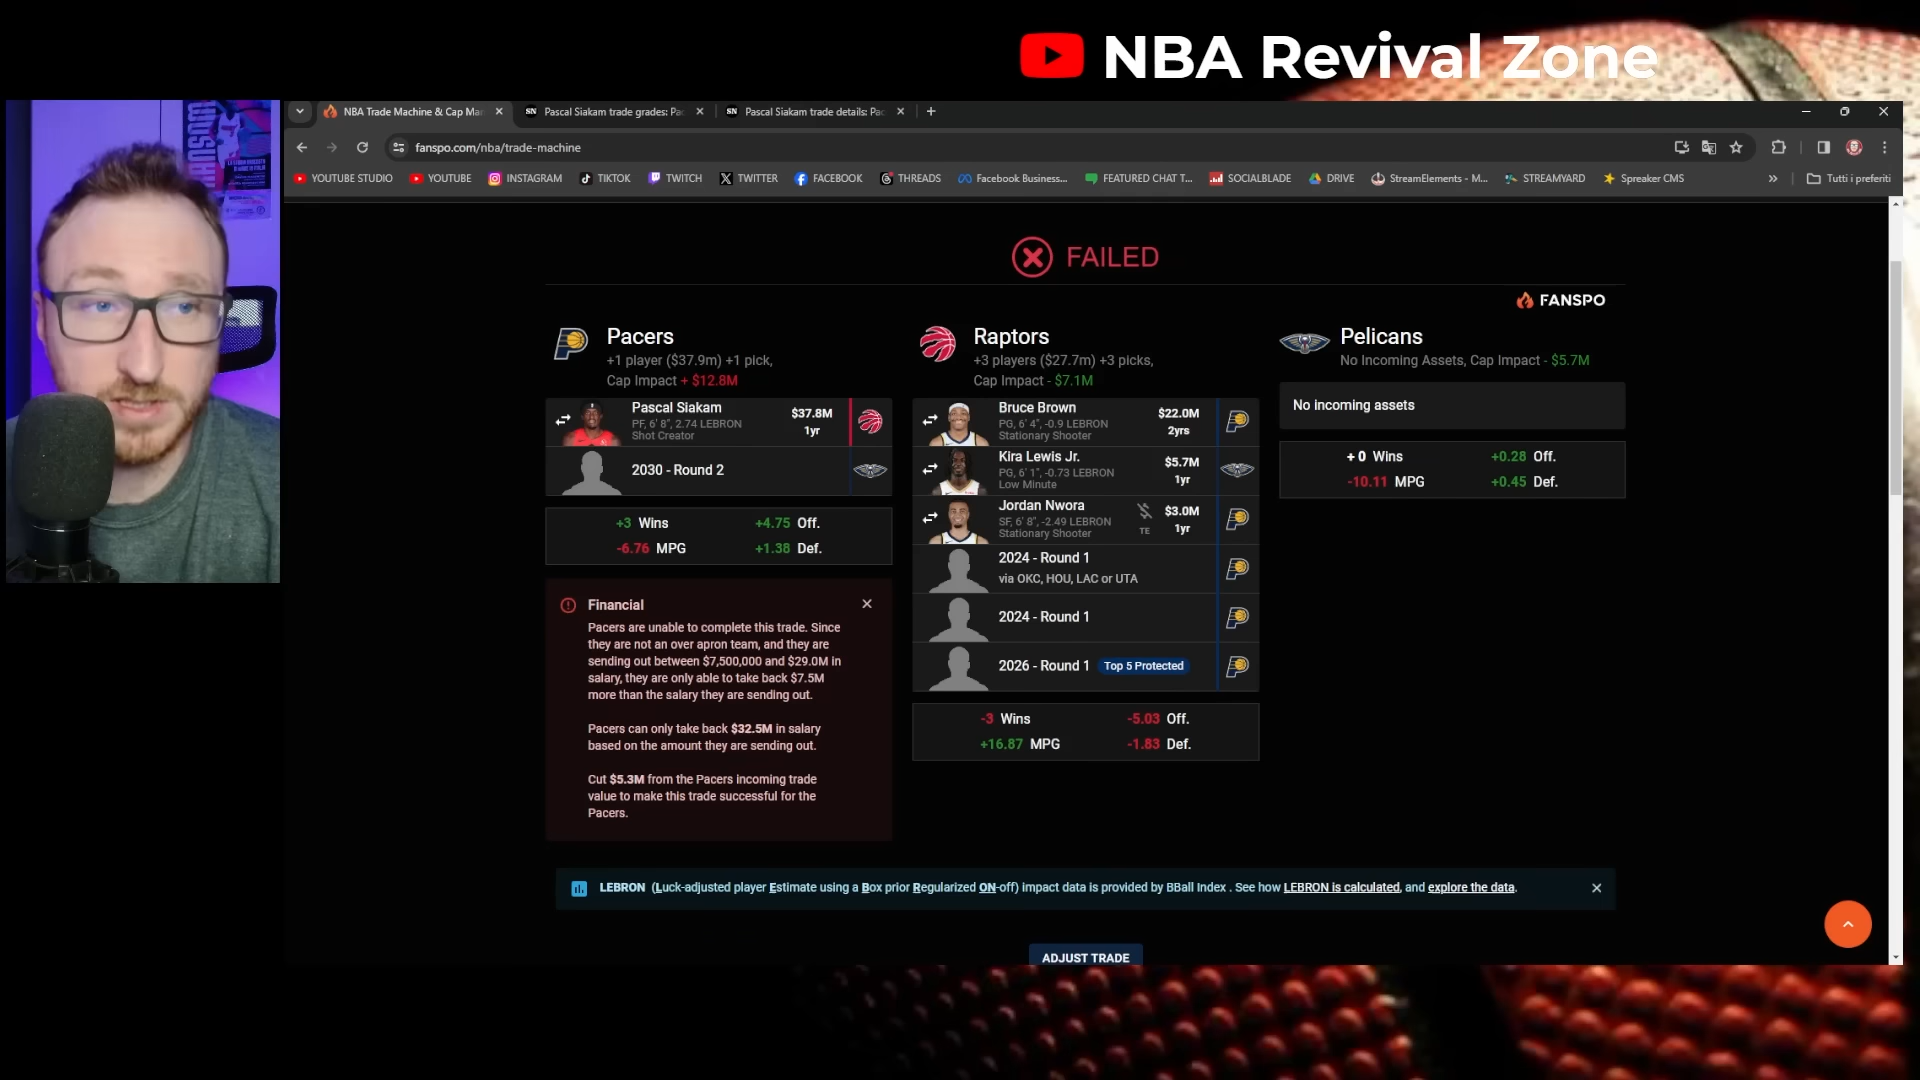 NBA Revival Zone
NBA Trade Machine & Cap Man
Pascal Siakam trade grades: Pac
Pascal Siakam trade details: Pac
fanspo.com/nba/trade-machine
YOUTUBE STUDIO
YOUTUBE
INSTAGRAM
TIKTOK
TWITCH
TWITTER
FACEBOOK
THREADS
Facebook Business...
FEATURED CHAT T...
SOCIALBLADE
DRIVE
StreamElements - M...
STREAMYARD
Spreaker CMS
»
Tutti i preferiti
FAILED
FANSPO
Pacers
+1 player ($37.9m) +1 pick,
Cap Impact + $12.8M
Pascal Siakam
PF, 6' 8", 2.74 LEBRON
Shot Creator
$37.8M
1yr
2030 - Round 2
+3 Wins
+4.75 Off.
-6.76 MPG
+1.38 Def.
Financial
Pacers are unable to complete this trade. Since
they are not an over apron team, and they are
sending out between $7,500,000 and $29.0M in
salary, they are only able to take back $7.5M
more than the salary they are sending out.
Pacers can only take back $32.5M in salary
based on the amount they are sending out.
Cut $5.3M from the Pacers incoming trade
value to make this trade successful for the
Pacers.
Raptors
+3 players ($27.7m) +3 picks,
Cap Impact - $7.1M
Bruce Brown
PG, 6' 4", -0.9 LEBRON
Stationary Shooter
$22.0M
2yrs
Kira Lewis Jr.
PG, 6' 1", -0.73 LEBRON
Low Minute
$5.7M
1yr
Jordan Nwora
SF, 6' 8", -2.49 LEBRON
Stationary Shooter
TE
$3.0M
1yr
2024 - Round 1
via OKC, HOU, LAC or UTA
2024 - Round 1
2026 - Round 1 Top 5 Protected
-3 Wins
-5.03 Off.
+16.87 MPG
-1.83 Def.
Pelicans
No Incoming Assets, Cap Impact - $5.7M
No incoming assets
+ 0 Wins
+0.28 Off.
-10.11 MPG
+0.45 Def.
LEBRON (Luck-adjusted player Estimate using a Box prior Regularized ON-off) impact data is provided by BBall Index . See how LEBRON is calculated, and explore the data.
ADJUST TRADE